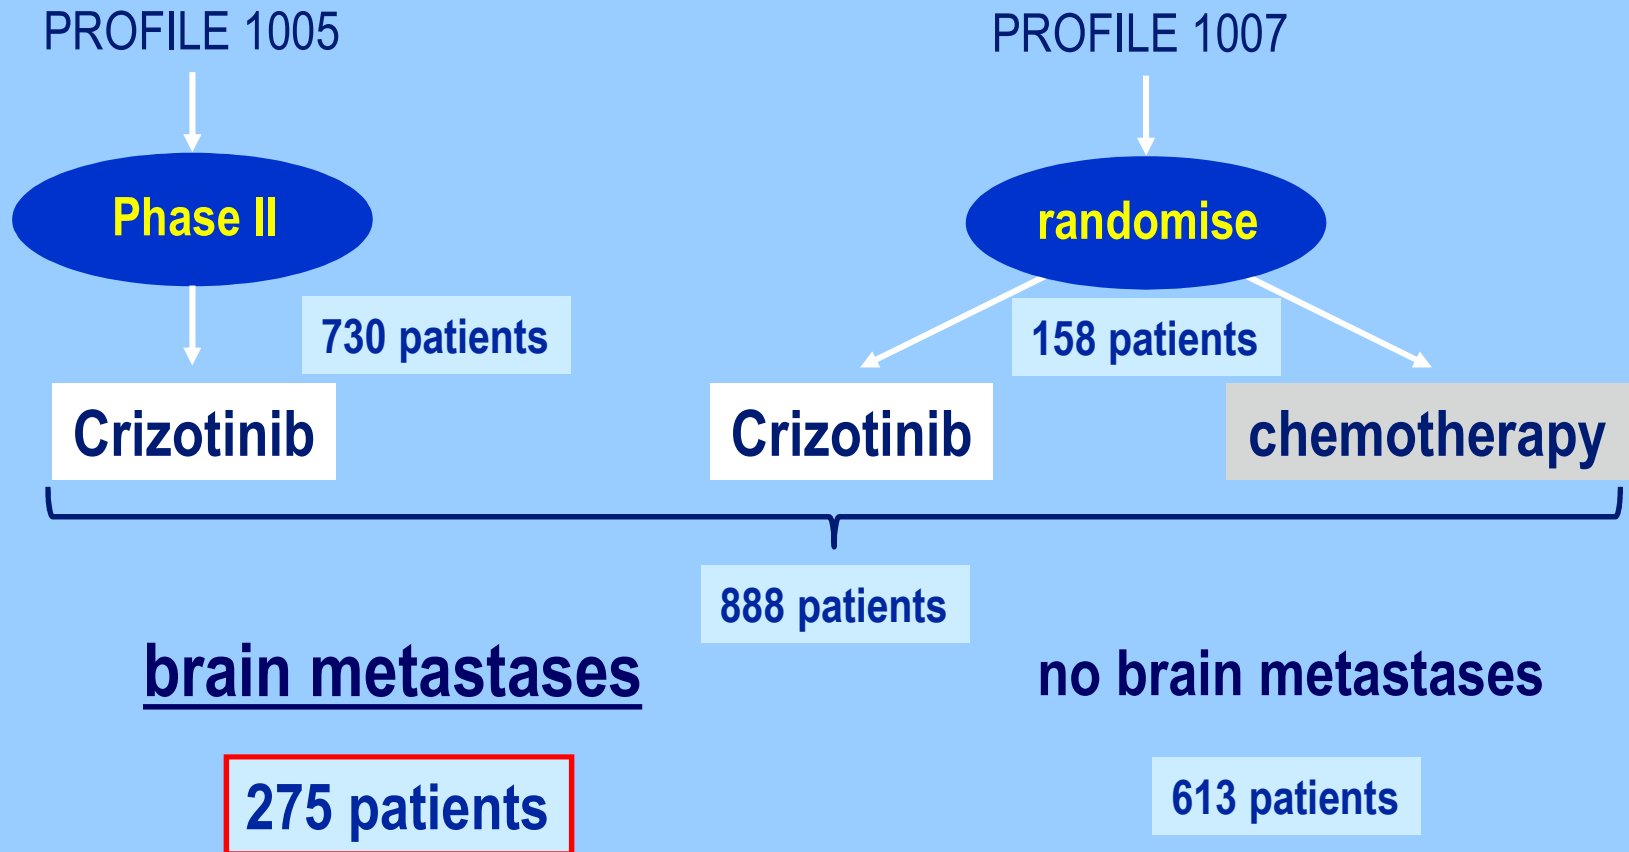 PROFILE 1005
PROFILE 1007
Phase II
randomise
730 patients
158 patients
Crizotinib
Crizotinib
chemotherapy
888 patients
brain metastases
no brain metastases
275 patients
613 patients